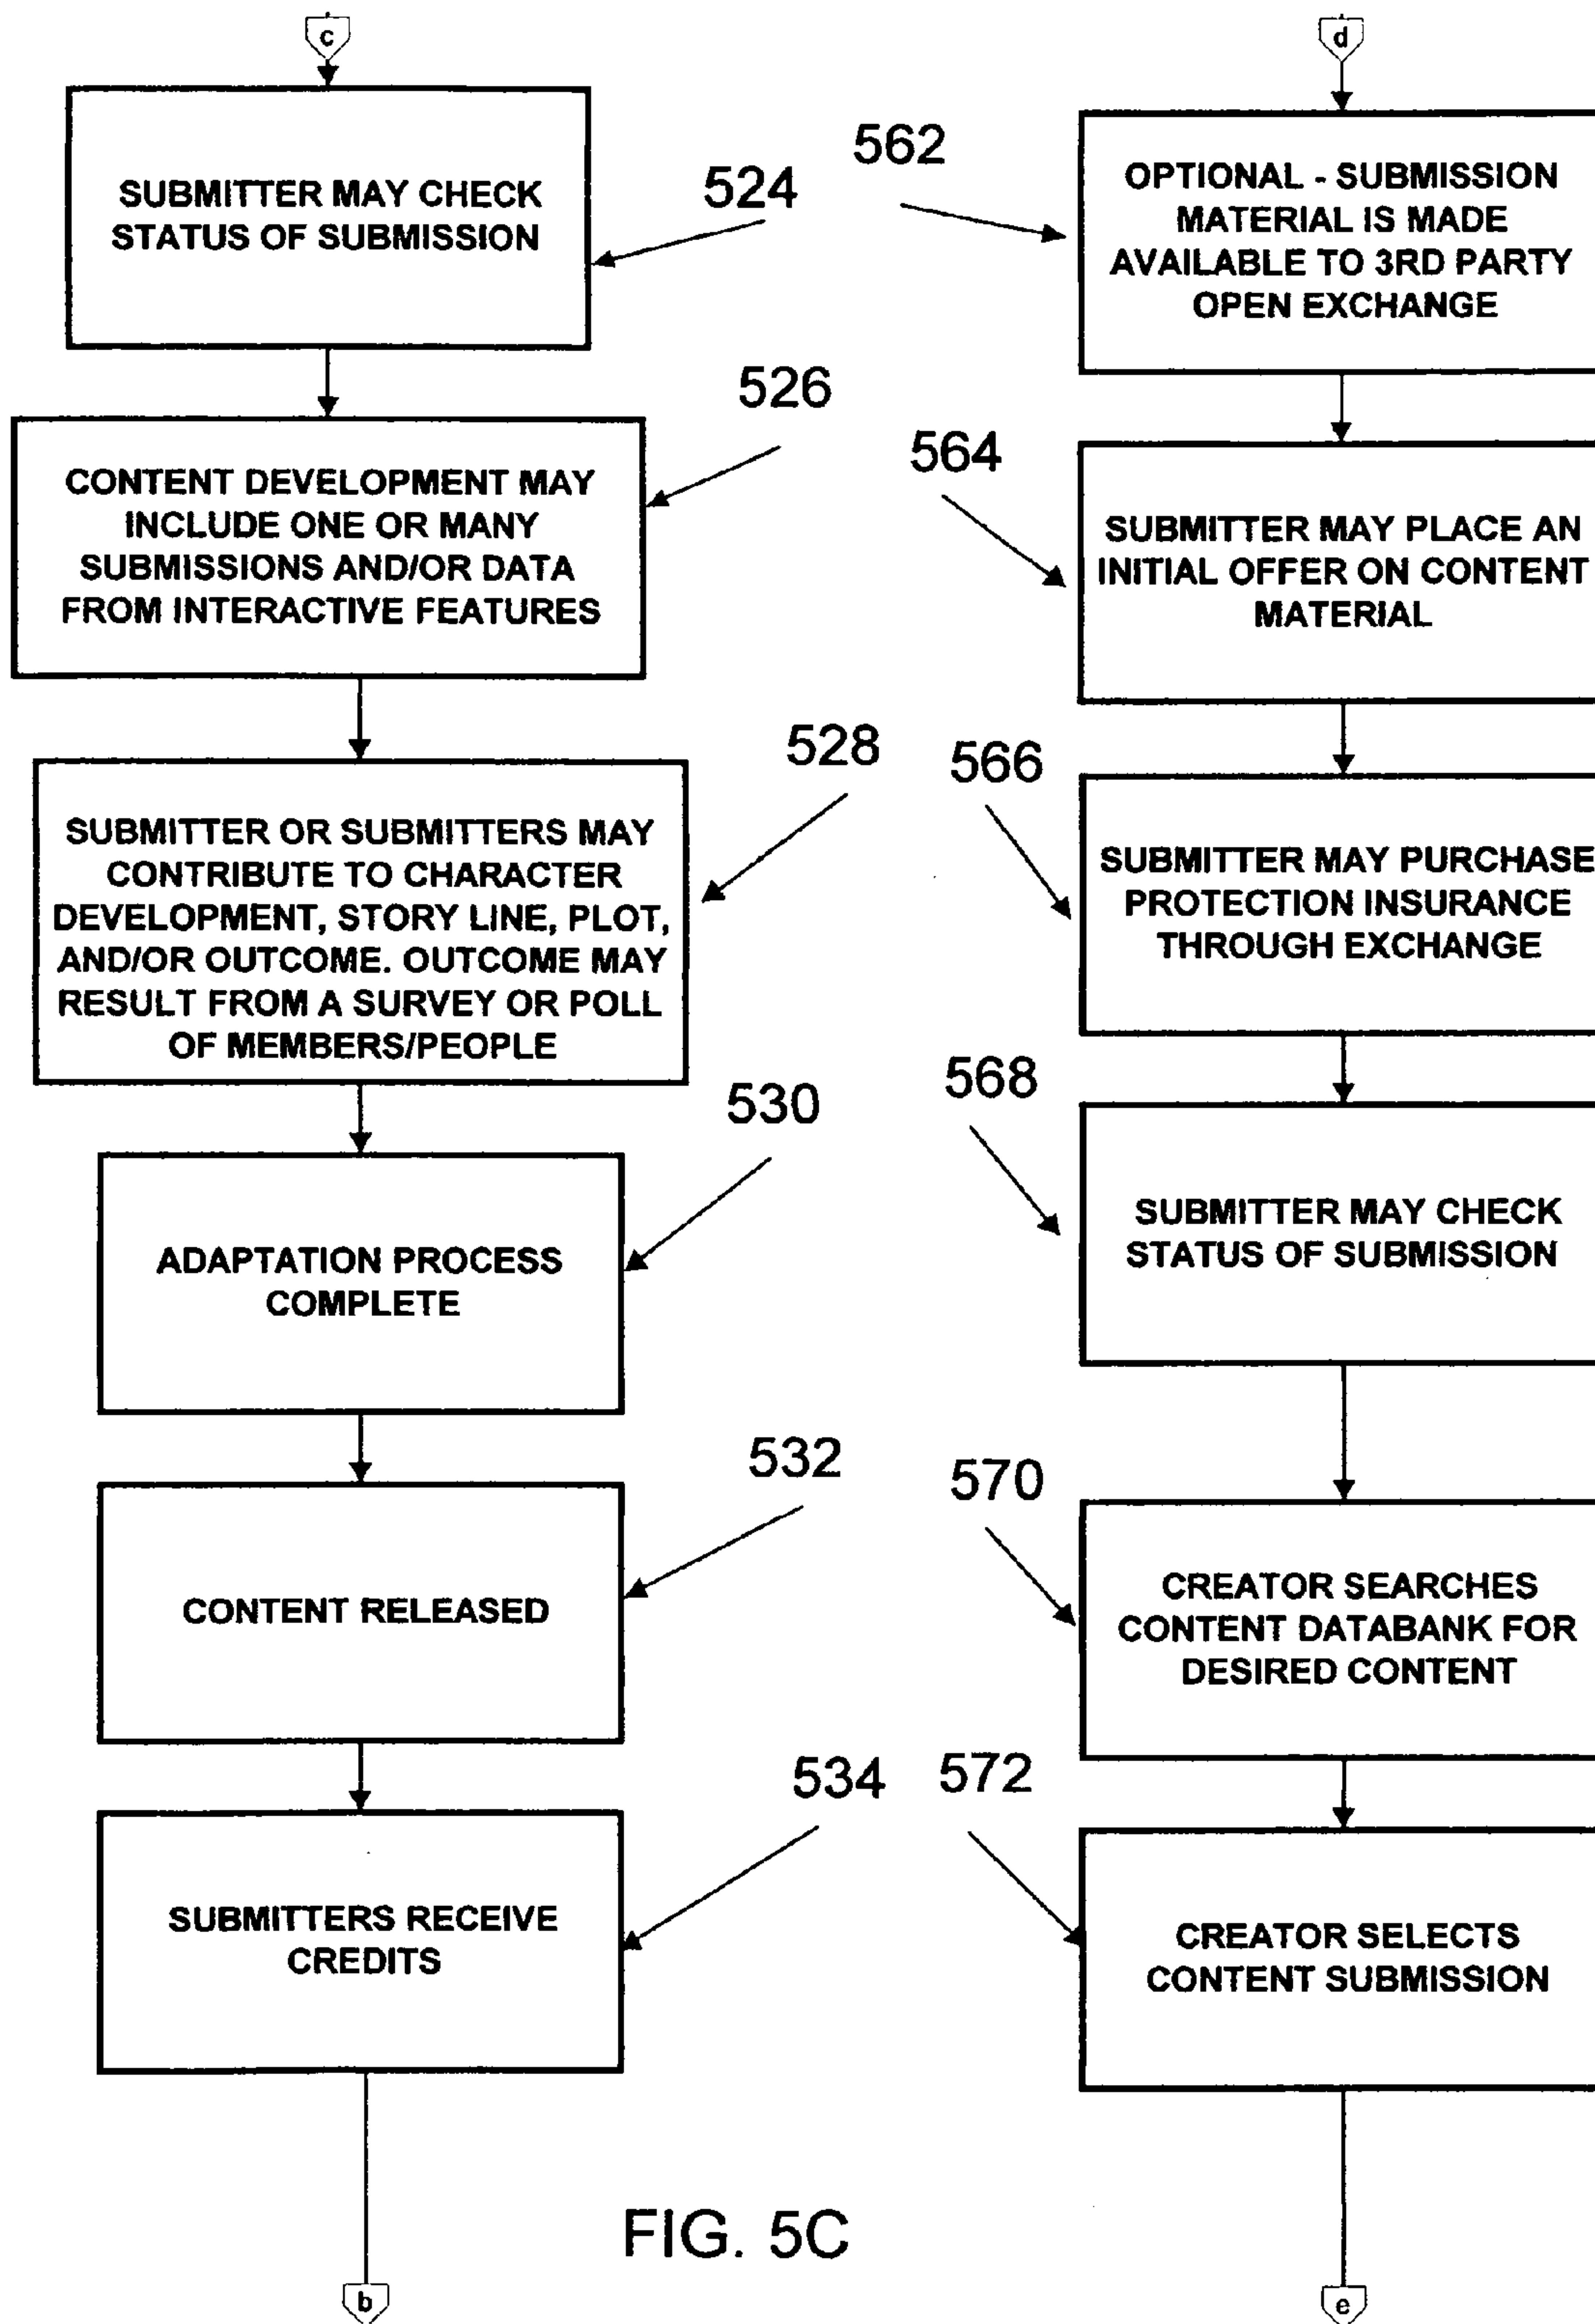 c
SUBMITTER MAY CHECK
STATUS OF SUBMISSION
524
CONTENT DEVELOPMENT MAY
INCLUDE ONE OR MANY
SUBMISSIONS AND/OR DATA
FROM INTERACTIVE FEATURES
526
SUBMITTER OR SUBMITTERS MAY
CONTRIBUTE TO CHARACTER
DEVELOPMENT, STORY LINE, PLOT,
AND/OR OUTCOME. OUTCOME MAY
RESULT FROM A SURVEY OR POLL
OF MEMBERS/PEOPLE
528
ADAPTATION PROCESS
COMPLETE
530
CONTENT RELEASED
532
SUBMITTERS RECEIVE
CREDITS
534
b
d
562
OPTIONAL - SUBMISSION
MATERIAL IS MADE
AVAILABLE TO 3RD PARTY
OPEN EXCHANGE
564
SUBMITTER MAY PLACE AN
INITIAL OFFER ON CONTENT
MATERIAL
566
SUBMITTER MAY PURCHASE
PROTECTION INSURANCE
THROUGH EXCHANGE
568
SUBMITTER MAY CHECK
STATUS OF SUBMISSION
570
CREATOR SEARCHES
CONTENT DATABANK FOR
DESIRED CONTENT
572
CREATOR SELECTS
CONTENT SUBMISSION
e
FIG. 5C